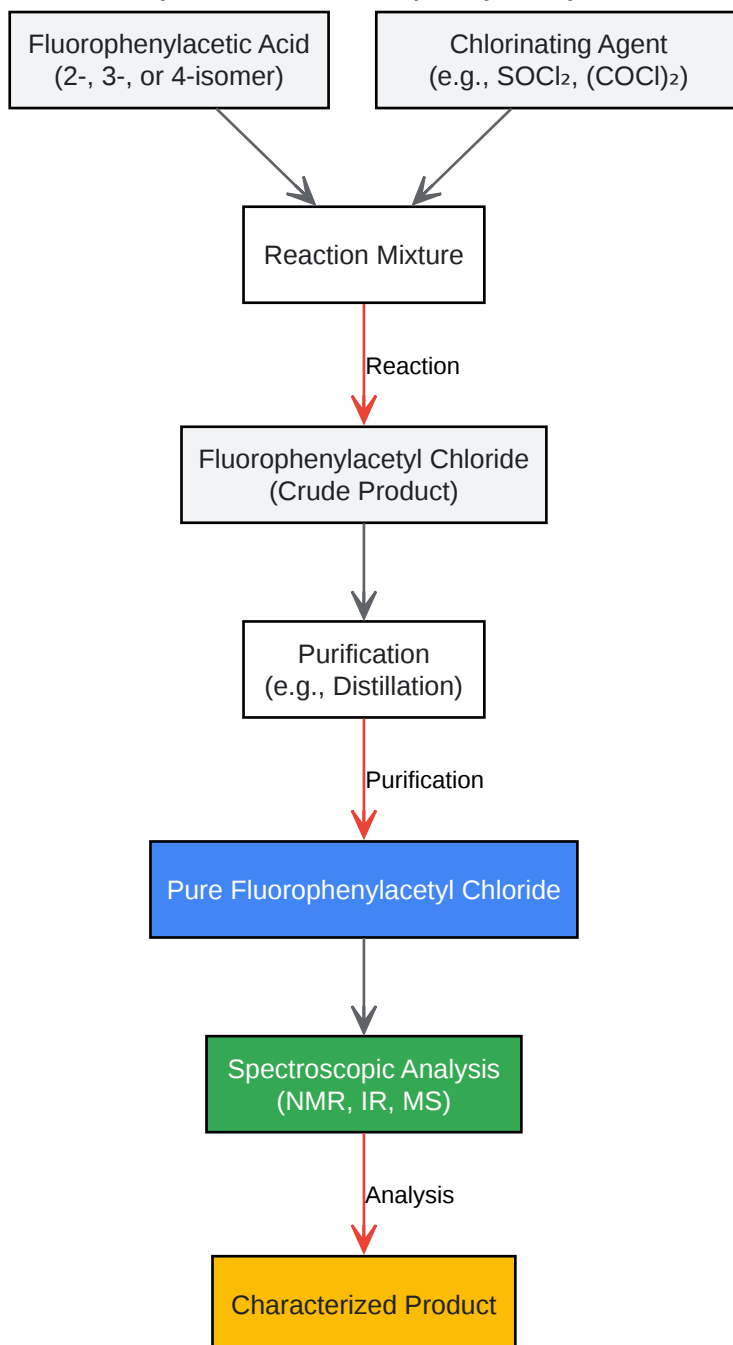 Fluorophenylacetic Acid
(2-, 3-, or 4-isomer)
Chlorinating Agent
(e.g., SOCl₂, (COCl)₂)
Reaction Mixture
Reaction
Fluorophenylacetyl Chloride
(Crude Product)
Purification
(e.g., Distillation)
Purification
Pure Fluorophenylacetyl Chloride
Spectroscopic Analysis
(NMR, IR, MS)
Analysis
Characterized Product